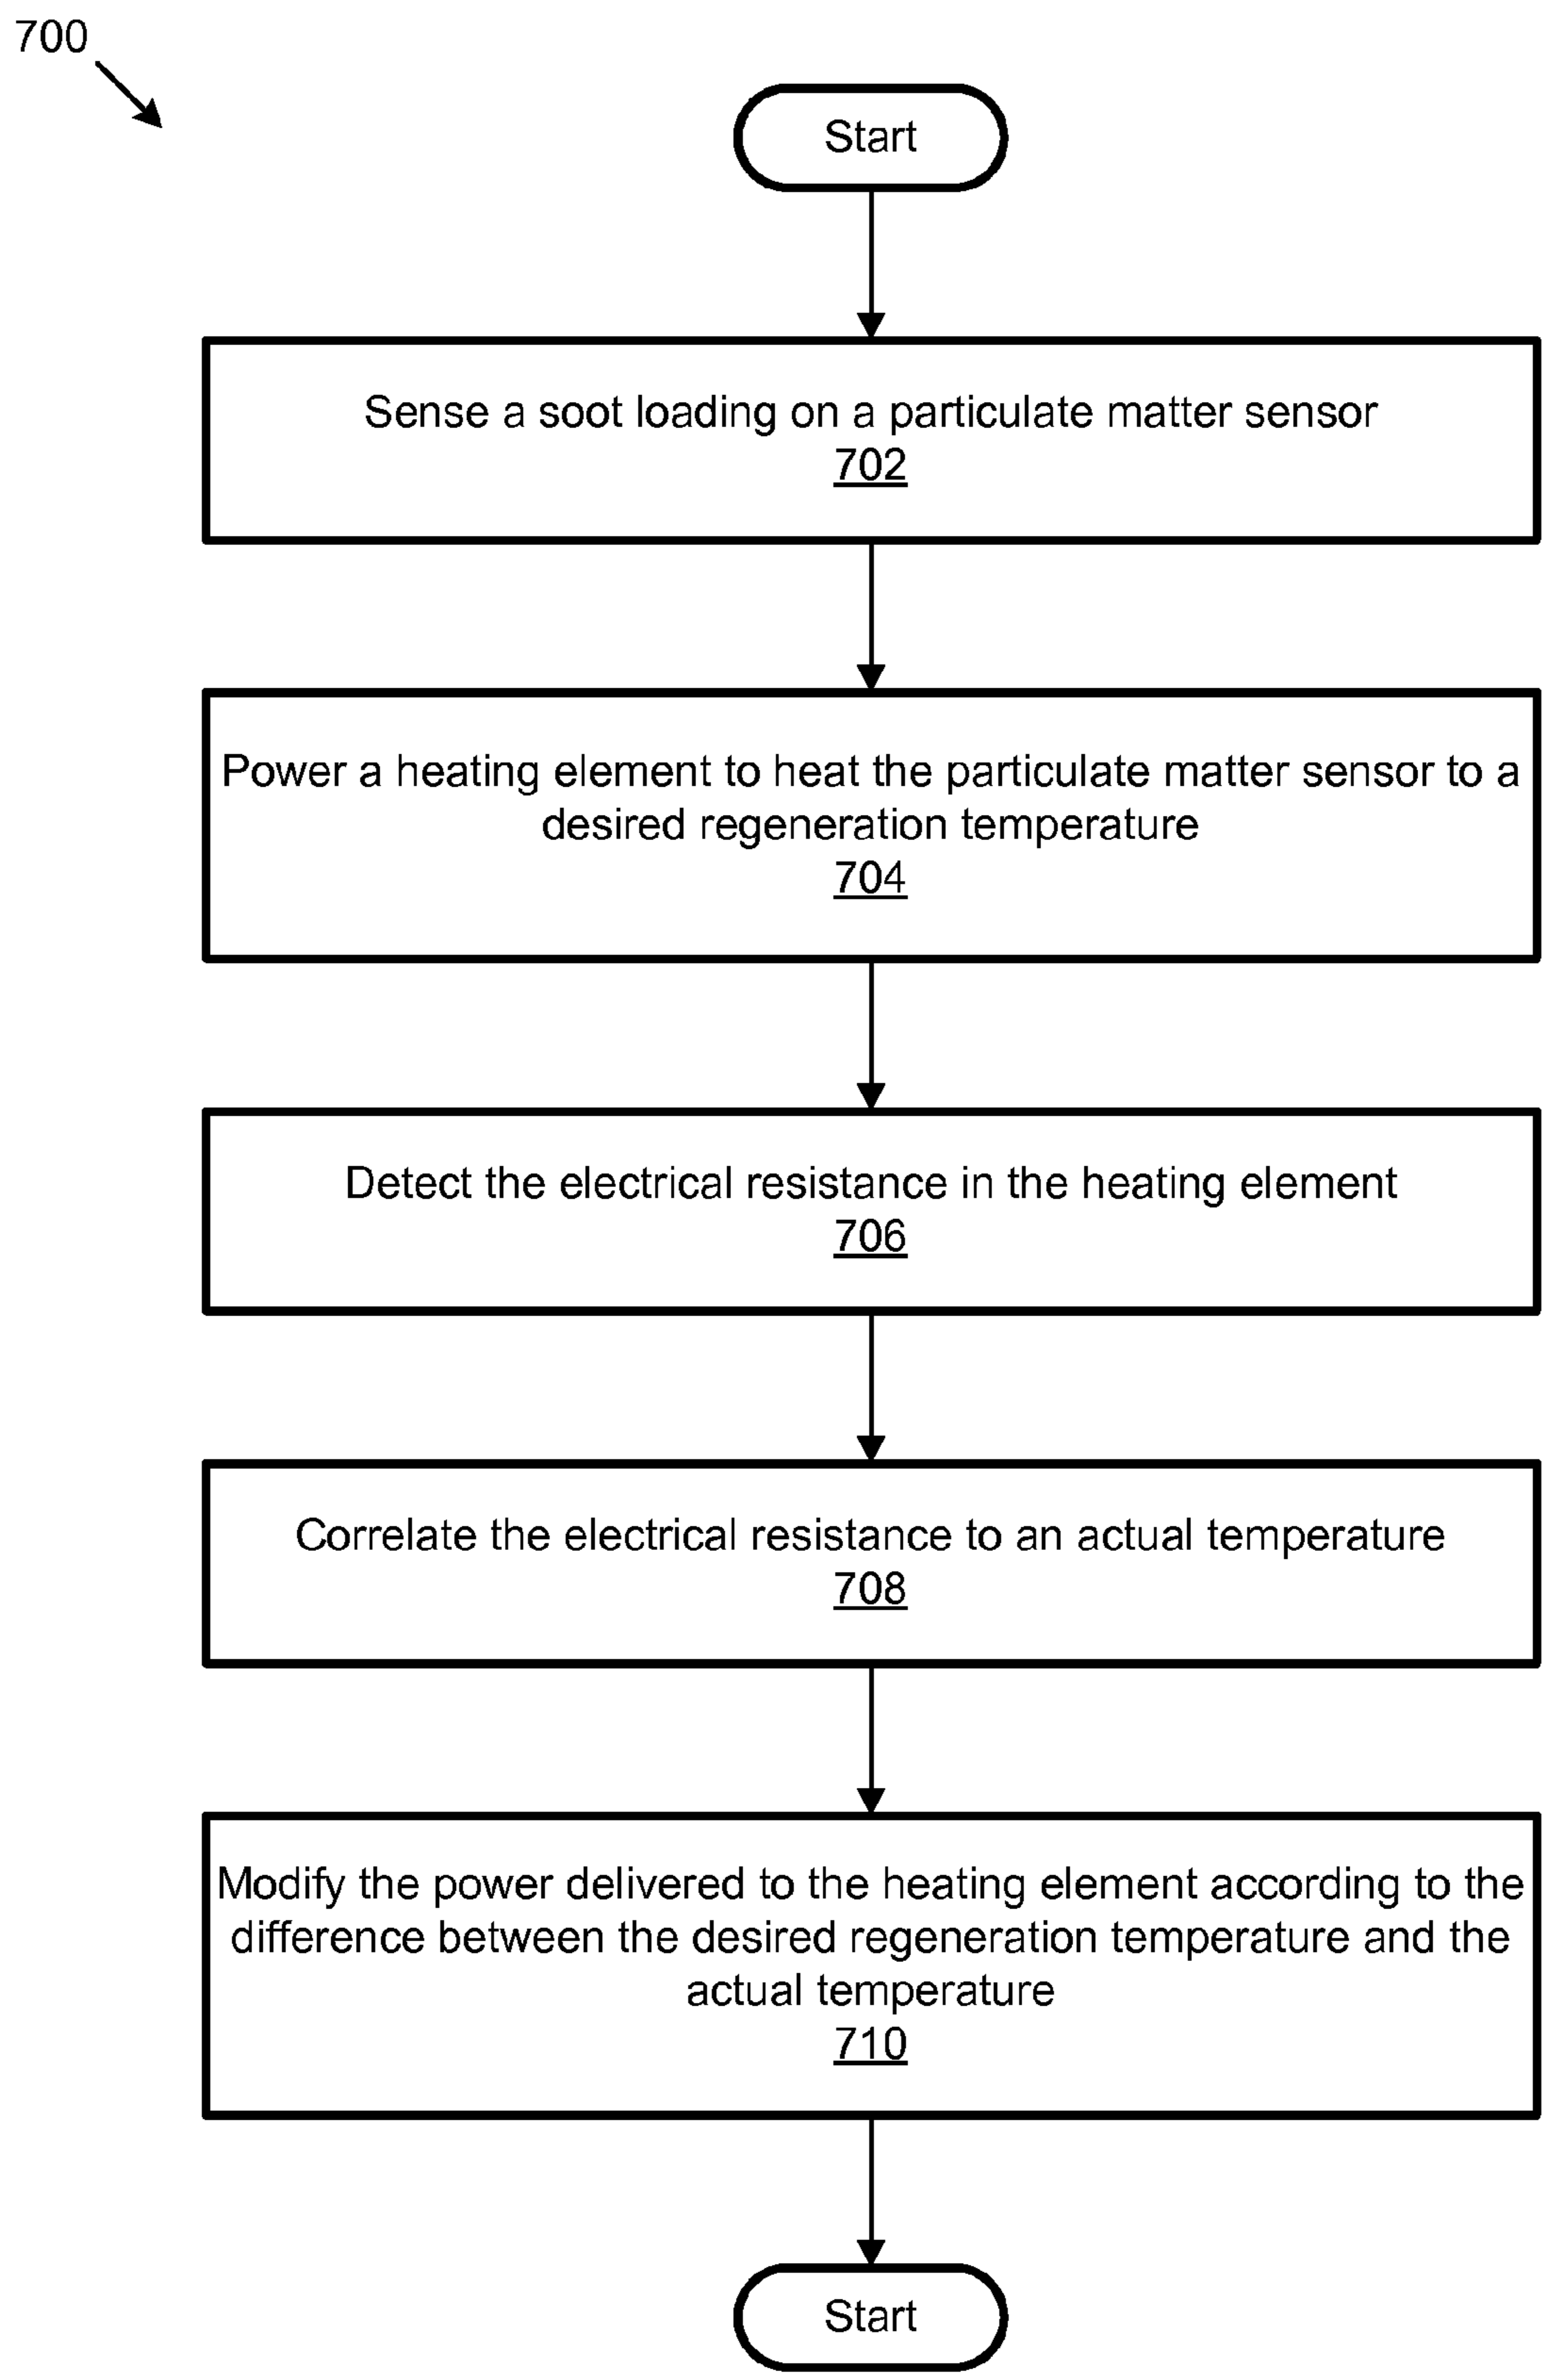 700
Start
Sense a soot loading on a particulate matter sensor
702
Power a heating element to heat the particulate matter sensor to a
desired regeneration temperature
704
Detect the electrical resistance in the heating element
706
Correlate the electrical resistance to an actual temperature
708
Modify the power delivered to the heating element according to the
difference between the desired regeneration temperature and the
actual temperature
710
Start